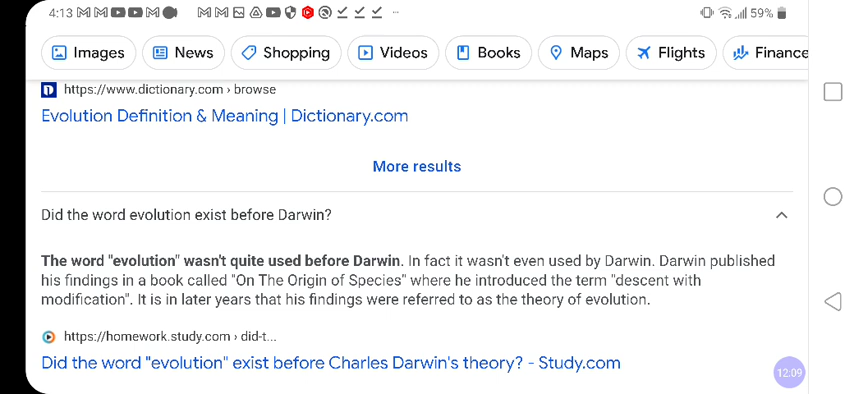 4:13
59%
Images News Shopping Videos Books Maps Flights Finance
https://www.dictionary.com › browse
Evolution Definition & Meaning | Dictionary.com
More results
Did the word evolution exist before Darwin?
The word "evolution" wasn't quite used before Darwin. In fact it wasn't even used by Darwin. Darwin published
his findings in a book called "On The Origin of Species" where he introduced the term "descent with
modification". It is in later years that his findings were referred to as the theory of evolution.
https://homework.study.com › did-t...
Did the word "evolution" exist before Charles Darwin's theory? - Study.com
12:09